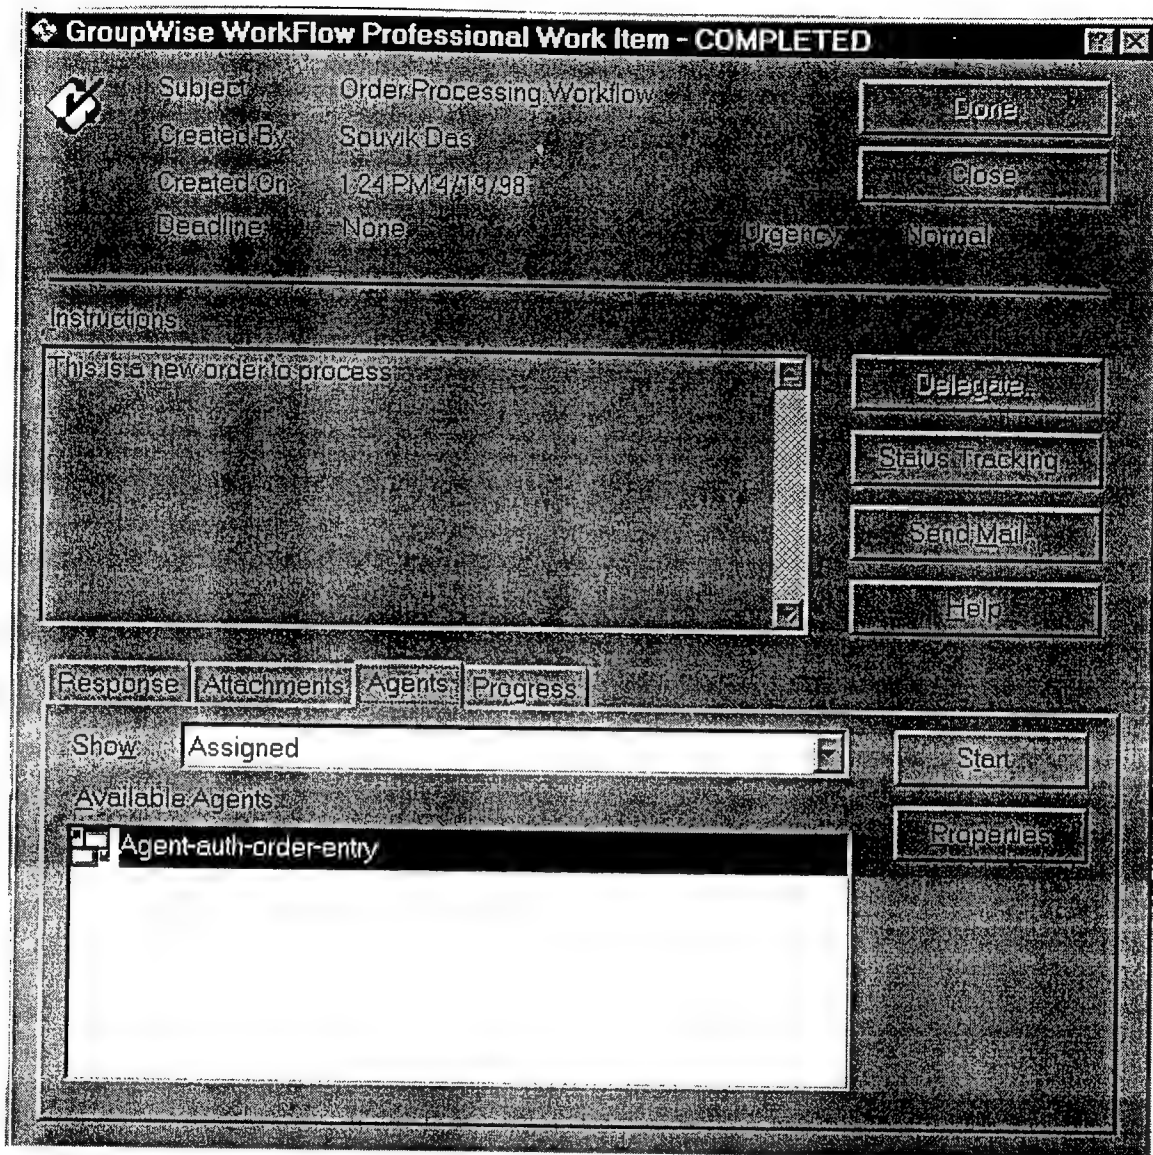 GroupWise WorkFlow Professional Work Item - COMPLETED
Subject: Order Processing Workflow
Done
Created By: Souvik Das
Close
Created On: 1:24 PM 4/19/98
Deadline: None
Urgency: Normal
Instructions:
This is a new order to process
Delegate...
Status Tracking...
Send Mail...
Help
Response Attachments Agents Progress
Show: Assigned
Start
Available Agents:
Properties
Agent-auth-order-entry